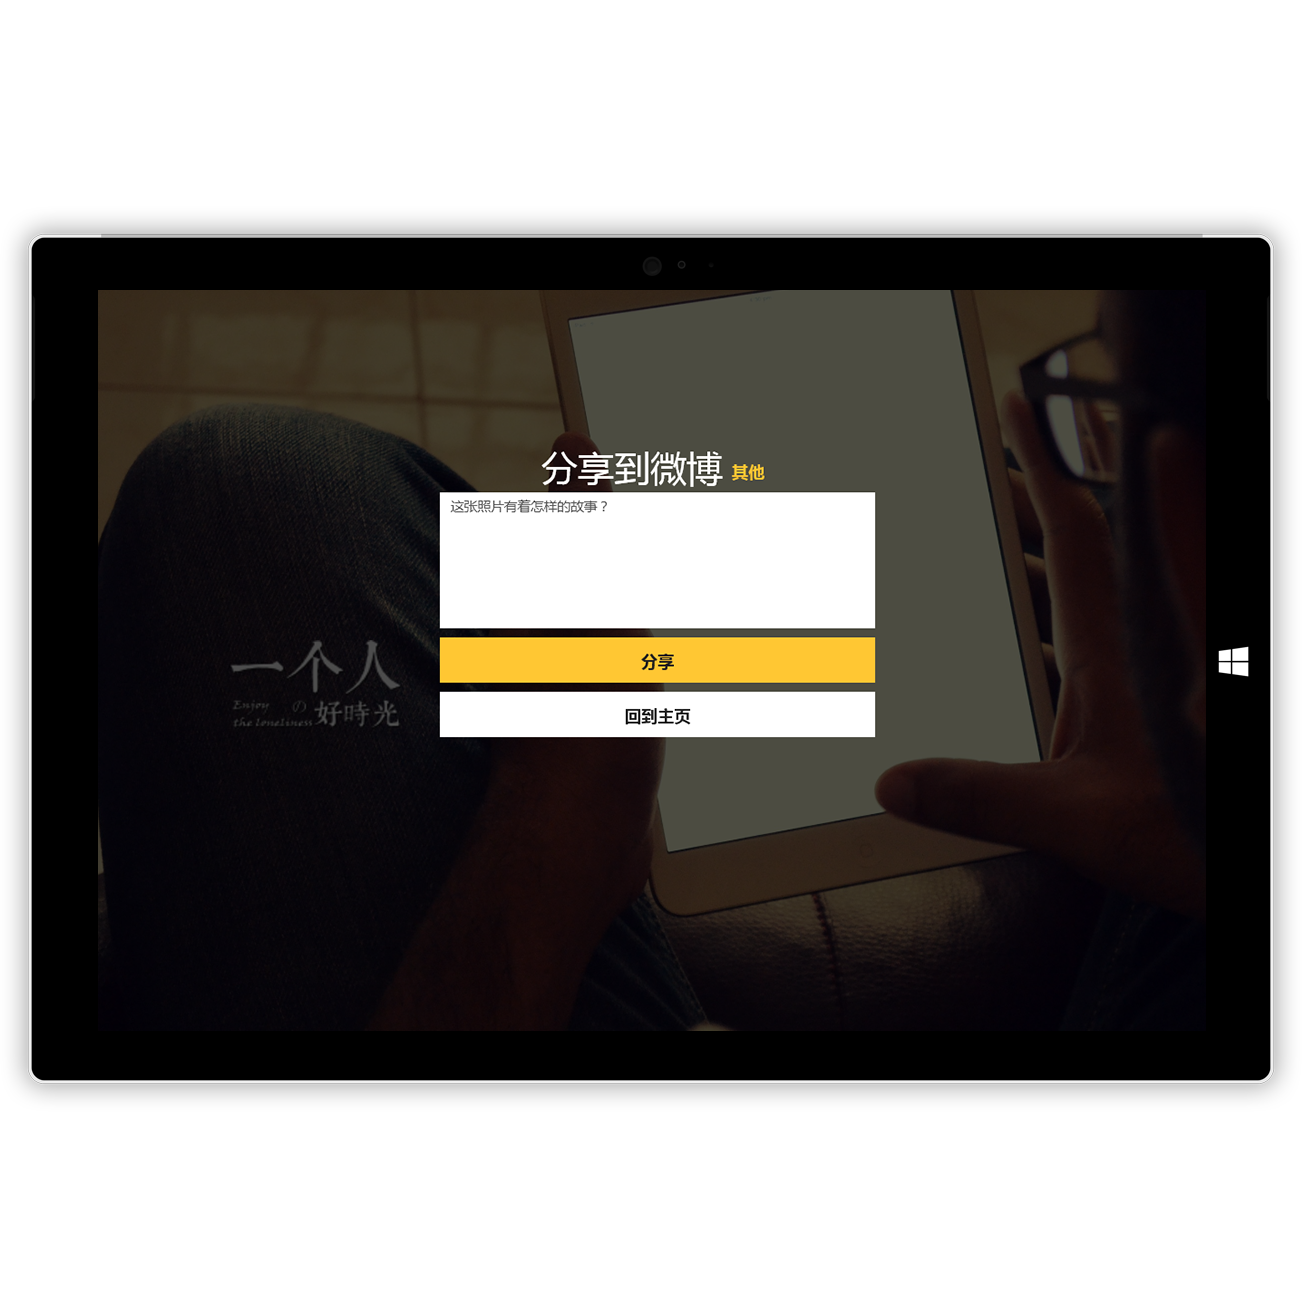 分享到微博 其他
这张照片有着怎样的故事？
分享
回到主页
一个人
Enjoy
the loneliness
の好時光